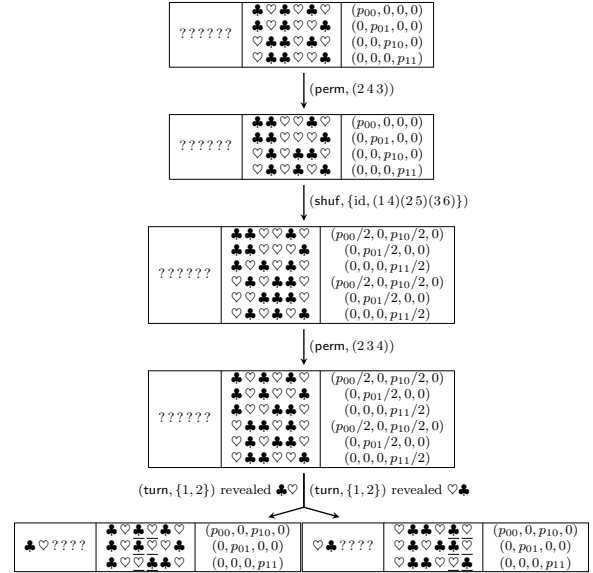 ♣♡♣♡♣♡ (p₀₀, 0, 0, 0)
♣♡♣♡♡♣ (0, p₀₁, 0, 0)
??????
♡♣♣♡♣♡ (0, 0, p₁₀, 0)
♡♣♣♡♡♣ (0, 0, 0, p₁₁)
(perm, (2 4 3))
♣♣♡♡♣♡ (p₀₀, 0, 0, 0)
♣♣♡♡♡♣ (0, p₀₁, 0, 0)
??????
♡♣♡♣♣♡ (0, 0, p₁₀, 0)
♡♣♡♣♡♣ (0, 0, 0, p₁₁)
(shuf, {id, (1 4)(2 5)(3 6)})
♣♣♡♡♣♡ (p₀₀/2, 0, p₁₀/2, 0)
♣♣♡♡♡♣ (0, p₀₁/2, 0, 0)
♣♡♣♡♣♡ (0, 0, 0, p₁₁/2)
??????
♡♣♡♣♣♡ (p₀₀/2, 0, p₁₀/2, 0)
♡♡♣♣♣♡ (0, p₀₁/2, 0, 0)
♡♣♡♣♡♣ (0, 0, 0, p₁₁/2)
(perm, (2 3 4))
♣♡♣♡♣♡ (p₀₀/2, 0, p₁₀/2, 0)
♣♡♣♡♡♣ (0, p₀₁/2, 0, 0)
♣♡♡♣♣♡ (0, 0, 0, p₁₁/2)
??????
♡♣♣♡♣♡ (p₀₀/2, 0, p₁₀/2, 0)
♡♣♡♣♣♡ (0, p₀₁/2, 0, 0)
♡♣♣♡♡♣ (0, 0, 0, p₁₁/2)
(turn, {1, 2}) revealed ♣♡
(turn, {1, 2}) revealed ♡♣
♣♡♣♡♣♡ (p₀₀, 0, p₁₀, 0)
♣♡???? ♣♡♣♡♡♣ (0, p₀₁, 0, 0)
♣♡♡♣♣♡ (0, 0, 0, p₁₁)
♡♣♣♡♣♡ (p₀₀, 0, p₁₀, 0)
♡♣???? ♡♣♡♣♣♡ (0, p₀₁, 0, 0)
♡♣♣♡♡♣ (0, 0, 0, p₁₁)